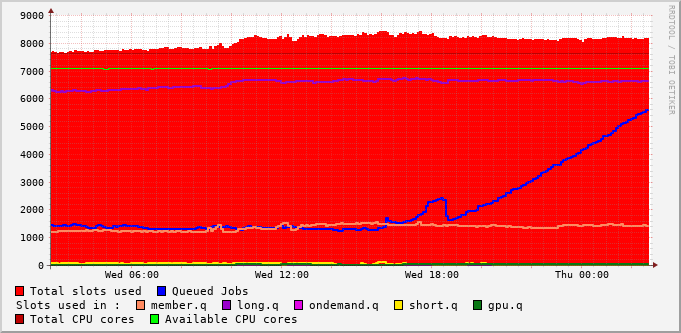 9000
8000
7000
6000
5000
4000
3000
2000
1000
0
Wed 06:00 Wed 12:00 Wed 18:00 Thu 00:00
RRDTOOL / TOBI OETIKER
Total slots used Queued Jobs
Slots used in : member.q long.q ondemand.q short.q gpu.q
Total CPU cores Available CPU cores